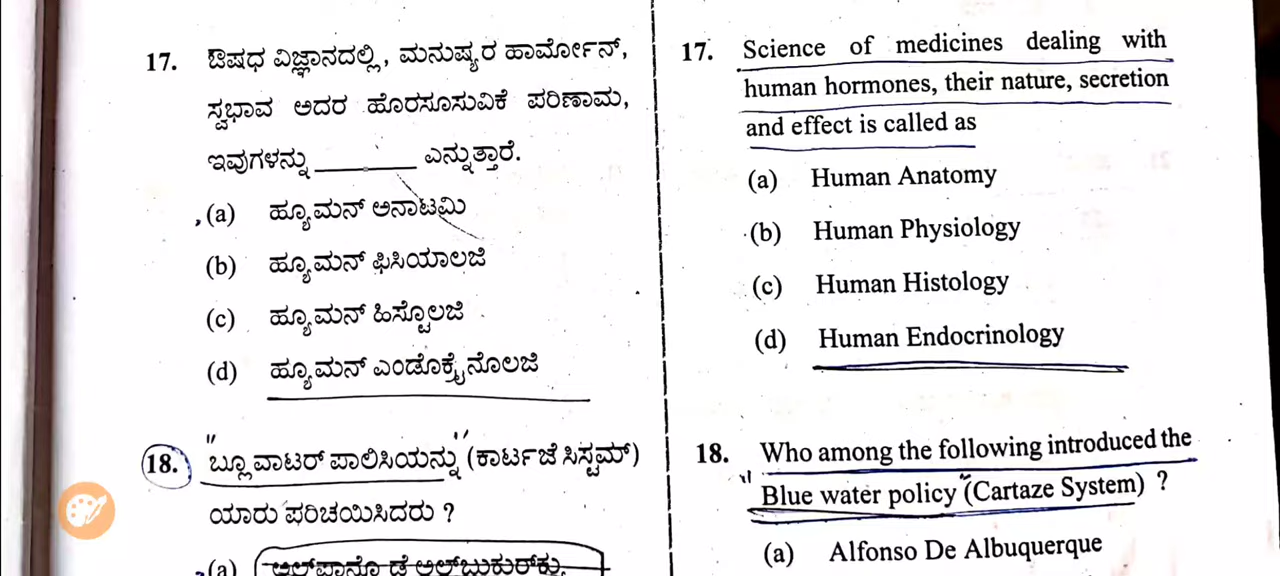 17. ಔಷಧ ವಿಜ್ಞಾನದಲ್ಲಿ, ಮನುಷ್ಯರ ಹಾರ್ಮೋನ್,
ಸ್ವಭಾವ ಅದರ ಹೊರಸೂಸುವಿಕೆ ಪರಿಣಾಮ,
ಇವುಗಳನ್ನು ________ ಎನ್ನುತ್ತಾರೆ.
(a) ಹ್ಯೂಮನ್ ಅನಾಟಮಿ
(b) ಹ್ಯೂಮನ್ ಫಿಸಿಯಾಲಜಿ
(c) ಹ್ಯೂಮನ್ ಹಿಸ್ಟೊಲಜಿ
(d) ಹ್ಯೂಮನ್ ಎಂಡೊಕ್ರೈನೊಲಜಿ
18. "ಬ್ಲೂ ವಾಟರ್ ಪಾಲಿಸಿಯನ್ನು" (ಕಾರ್ಟಜೆ ಸಿಸ್ಟಮ್)
ಯಾರು ಪರಿಚಯಿಸಿದರು ?
(a) ಅಲ್ಫಾನ್ಸೊ ಡೆ ಅಲ್ಬುಕುರ್ಕ್
17. Science of medicines dealing with
human hormones, their nature, secretion
and effect is called as
(a) Human Anatomy
(b) Human Physiology
(c) Human Histology
(d) Human Endocrinology
18. Who among the following introduced the
"Blue water policy" (Cartaze System) ?
(a) Alfonso De Albuquerque